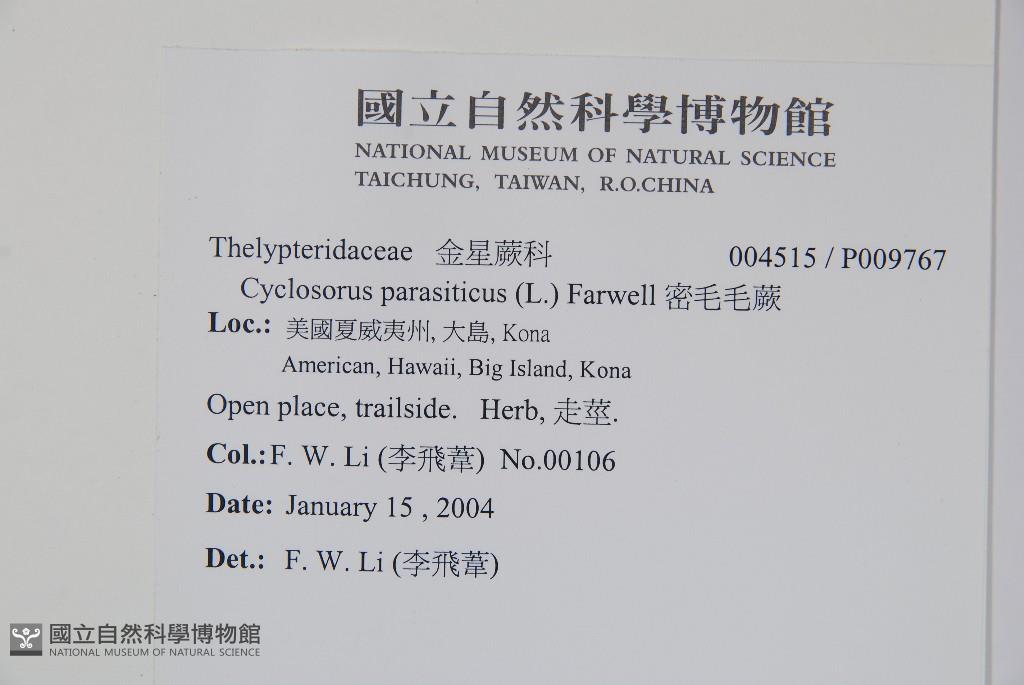 國立自然科學博物館
NATIONAL MUSEUM OF NATURAL SCIENCE
TAICHUNG, TAIWAN, R.O.CHINA
Thelypteridaceae 金星蕨科 004515 / P009767
Cyclosorus parasiticus (L.) Farwell 密毛毛蕨
Loc.: 美國夏威夷州, 大島, Kona
American, Hawaii, Big Island, Kona
Open place, trailside. Herb, 走莖.
Col.: F. W. Li (李飛葦) No.00106
Date: January 15 , 2004
Det.: F. W. Li (李飛葦)
國立自然科學博物館
NATIONAL MUSEUM OF NATURAL SCIENCE